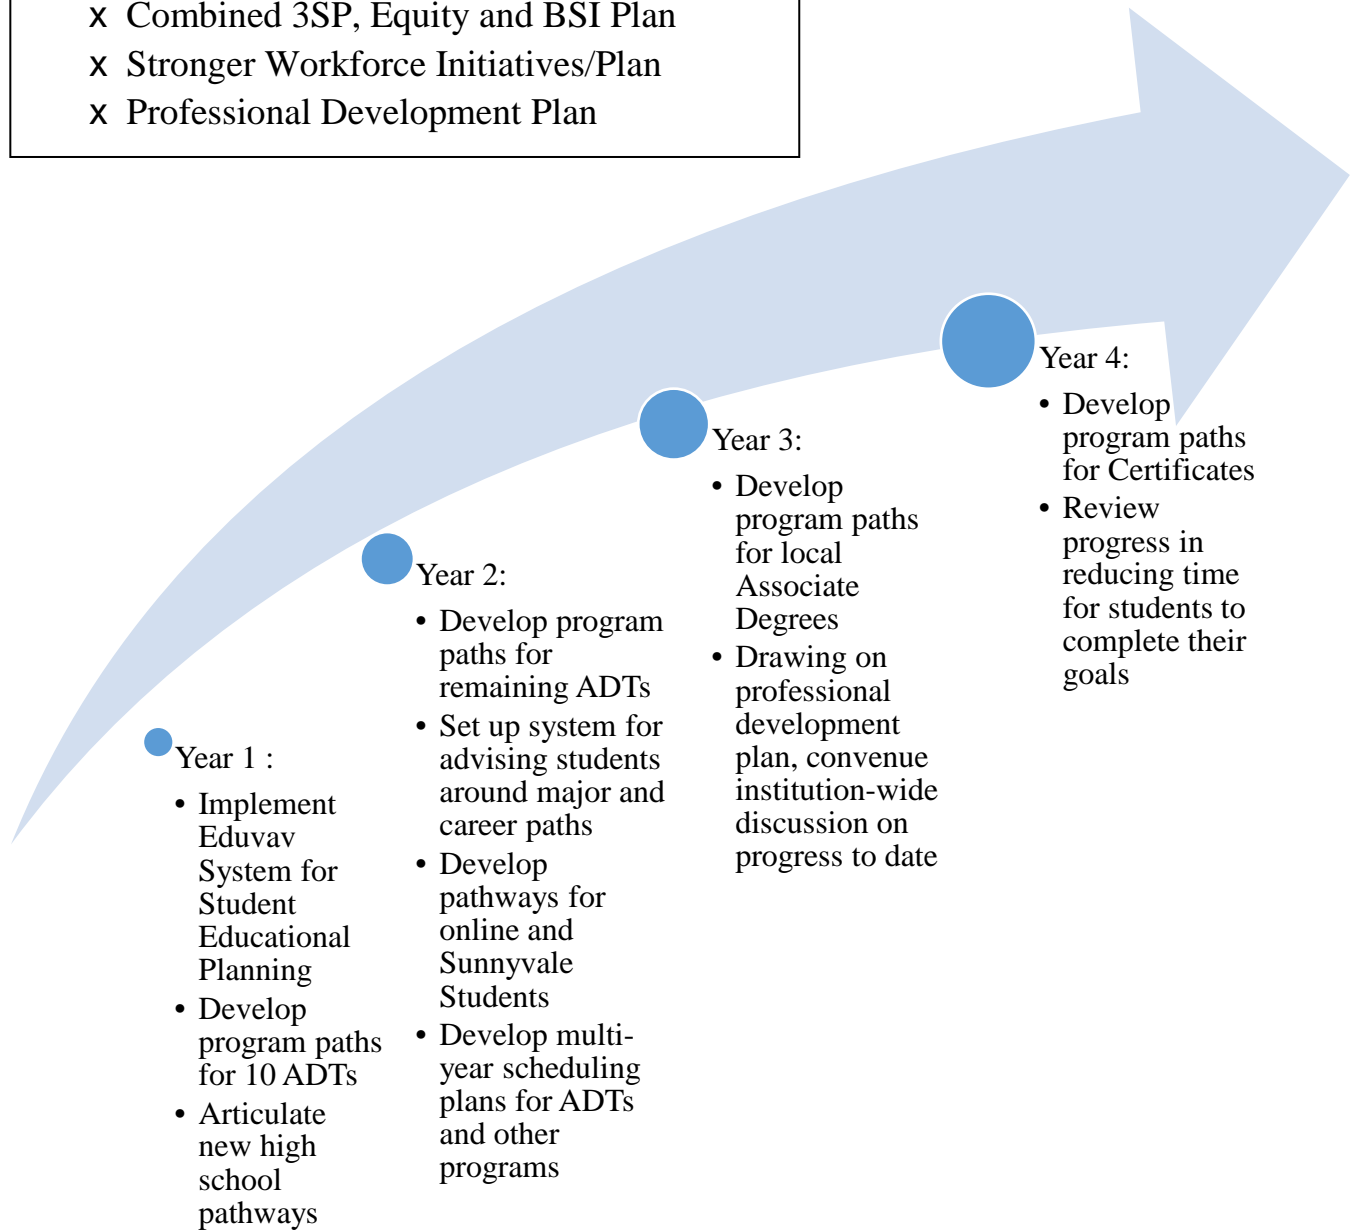 x Combined 3SP, Equity and BSI Plan
x Stronger Workforce Initiatives/Plan
x Professional Development Plan
Year 1 :
• Implement
Eduvav
System for
Student
Educational
Planning
• Develop
program paths
for 10 ADTs
• Articulate
new high
school
pathways
Year 2:
• Develop program
paths for
remaining ADTs
• Set up system for
advising students
around major and
career paths
• Develop
pathways for
online and
Sunnyvale
Students
• Develop multi-
year scheduling
plans for ADTs
and other
programs
Year 3:
• Develop
program paths
for local
Associate
Degrees
• Drawing on
professional
development
plan, convenue
institution-wide
discussion on
progress to date
Year 4:
• Develop
program paths
for Certificates
• Review
progress in
reducing time
for students to
complete their
goals